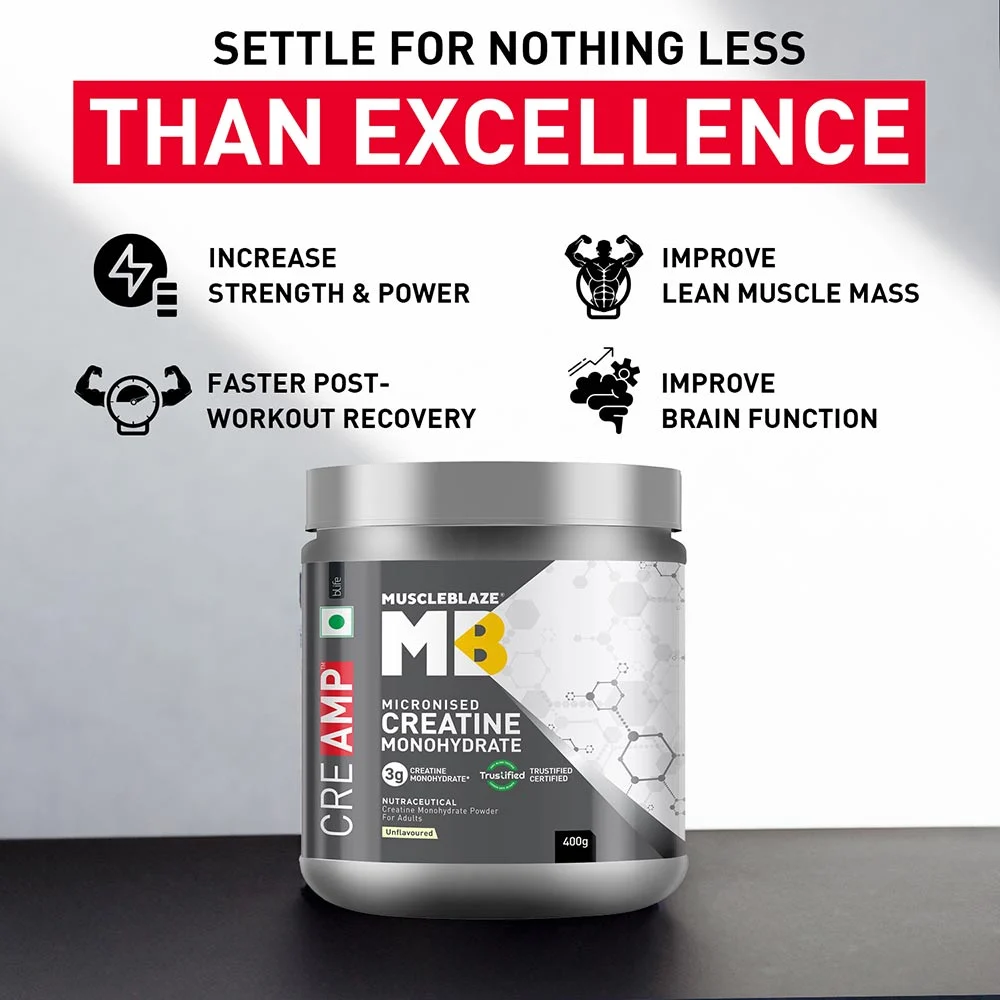 SETTLE FOR NOTHING LESS
THAN EXCELLENCE
INCREASE
STRENGTH & POWER
IMPROVE
LEAN MUSCLE MASS
FASTER POST-
WORKOUT RECOVERY
IMPROVE
BRAIN FUNCTION
bLife
CRE AMP™
MUSCLEBLAZE®
MB
MICRONISED
CREATINE
MONOHYDRATE
3g CREATINE
MONOHYDRATE*
Trustified
TRUSTIFIED
CERTIFIED
NUTRACEUTICAL
Creatine Monohydrate Powder
For Adults
Unflavoured
400g